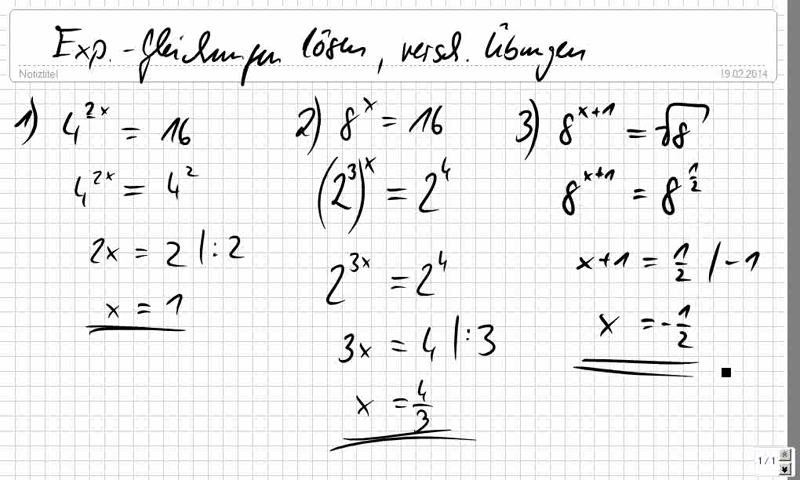 Exp.-Gleichungen lösen, versch. Übungen
Notiztitel
19.02.2014
1) 4^{2x} = 16
4^{2x} = 4^2
2x = 2 | :2
x = 1
2) 8^x = 16
(2^3)^x = 2^4
2^{3x} = 2^4
3x = 4 | :3
x = 4/3
3) 8^{x+1} = √8
8^{x+1} = 8^{1/2}
x+1 = 1/2 | -1
x = -1/2
1 / 1